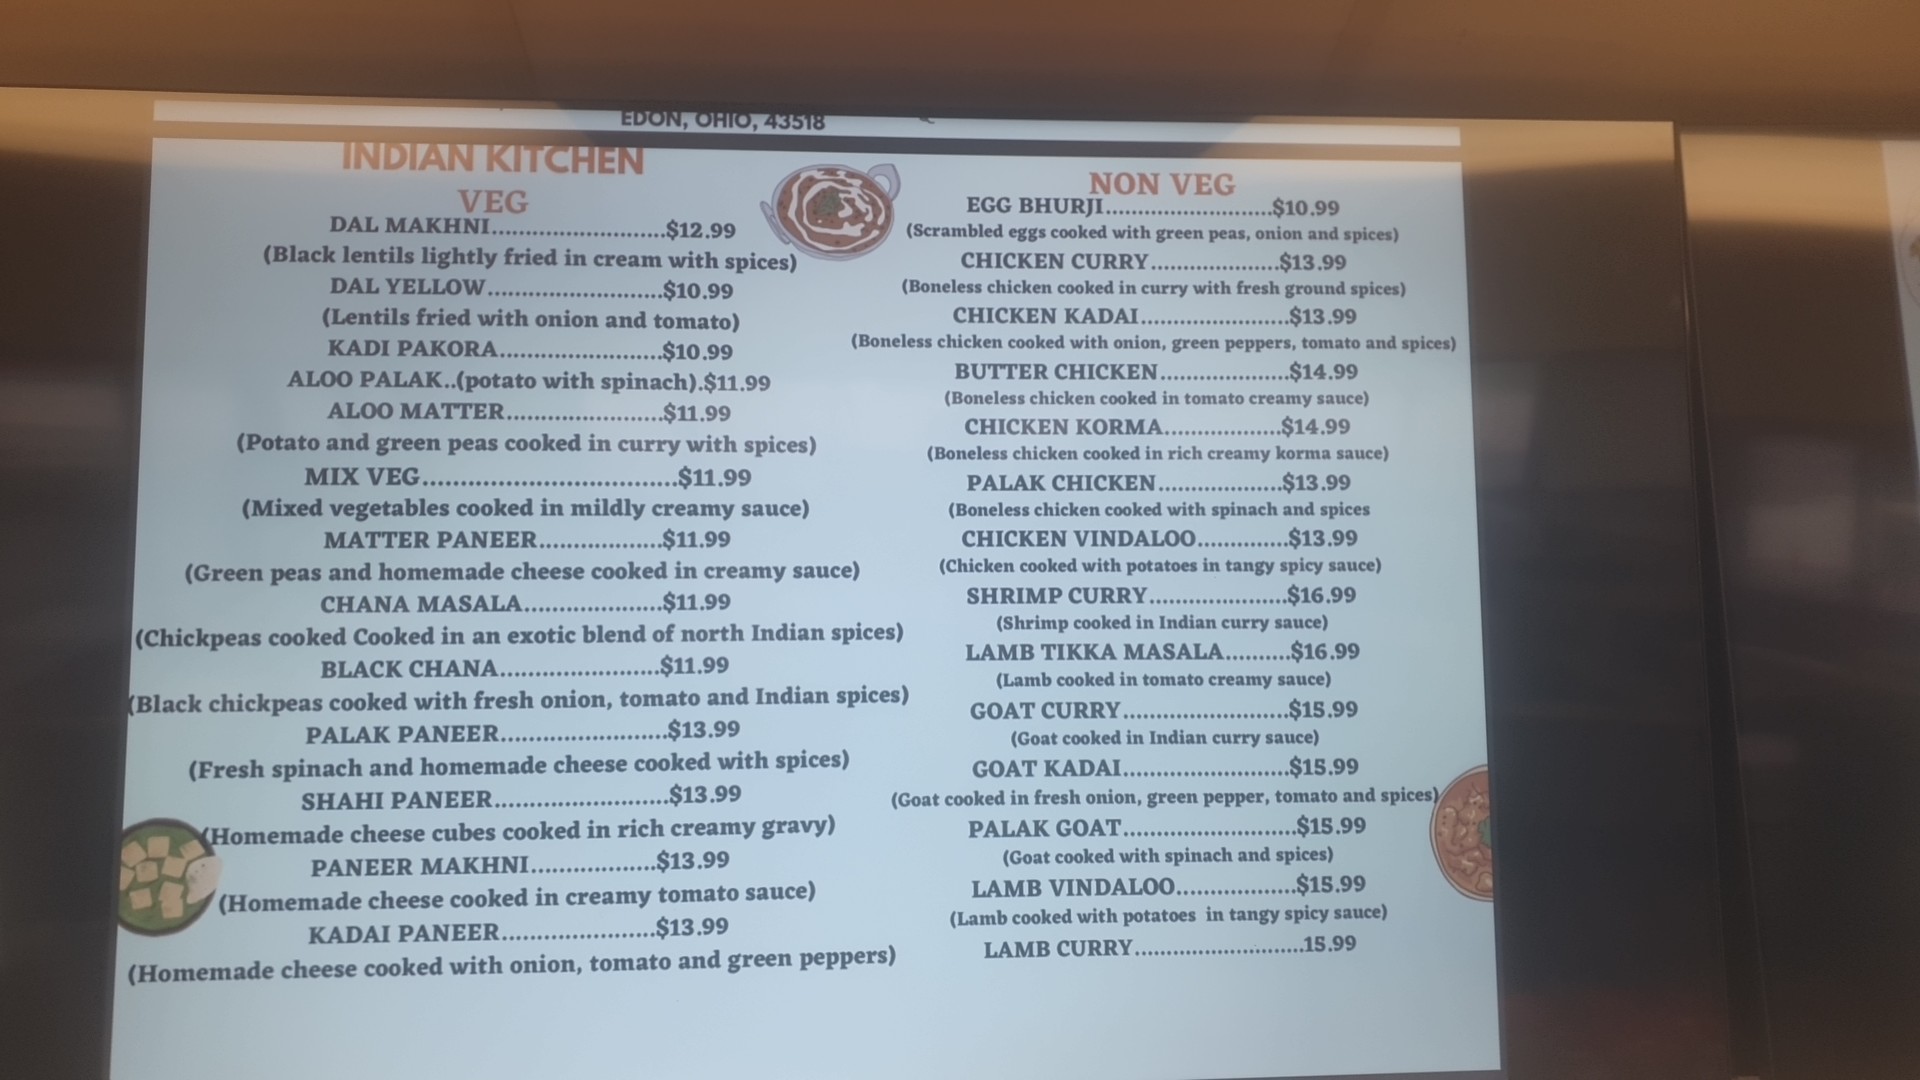 EDON, OHIO, 43518
INDIAN KITCHEN
VEG
DAL MAKHNI........................$12.99
(Black lentils lightly fried in cream with spices)
DAL YELLOW........................$10.99
(Lentils fried with onion and tomato)
KADI PAKORA.......................$10.99
ALOO PALAK..(potato with spinach).$11.99
ALOO MATTER......................$11.99
(Potato and green peas cooked in curry with spices)
MIX VEG....................................$11.99
(Mixed vegetables cooked in mildly creamy sauce)
MATTER PANEER.................$11.99
(Green peas and homemade cheese cooked in creamy sauce)
CHANA MASALA...................$11.99
(Chickpeas cooked Cooked in an exotic blend of north Indian spices)
BLACK CHANA.......................$11.99
(Black chickpeas cooked with fresh onion, tomato and Indian spices)
PALAK PANEER........................$13.99
(Fresh spinach and homemade cheese cooked with spices)
SHAHI PANEER.........................$13.99
(Homemade cheese cubes cooked in rich creamy gravy)
PANEER MAKHNI..................$13.99
(Homemade cheese cooked in creamy tomato sauce)
KADAI PANEER......................$13.99
(Homemade cheese cooked with onion, tomato and green peppers)
NON VEG
EGG BHURJI.........................$10.99
(Scrambled eggs cooked with green peas, onion and spices)
CHICKEN CURRY...................$13.99
(Boneless chicken cooked in curry with fresh ground spices)
CHICKEN KADAI......................$13.99
(Boneless chicken cooked with onion, green peppers, tomato and spices)
BUTTER CHICKEN....................$14.99
(Boneless chicken cooked in tomato creamy sauce)
CHICKEN KORMA.................$14.99
(Boneless chicken cooked in rich creamy korma sauce)
PALAK CHICKEN..................$13.99
(Boneless chicken cooked with spinach and spices
CHICKEN VINDALOO.............$13.99
(Chicken cooked with potatoes in tangy spicy sauce)
SHRIMP CURRY.....................$16.99
(Shrimp cooked in Indian curry sauce)
LAMB TIKKA MASALA..........$16.99
(Lamb cooked in tomato creamy sauce)
GOAT CURRY.........................$15.99
(Goat cooked in Indian curry sauce)
GOAT KADAI.........................$15.99
(Goat cooked in fresh onion, green pepper, tomato and spices)
PALAK GOAT..........................$15.99
(Goat cooked with spinach and spices)
LAMB VINDALOO..................$15.99
(Lamb cooked with potatoes in tangy spicy sauce)
LAMB CURRY..........................15.99